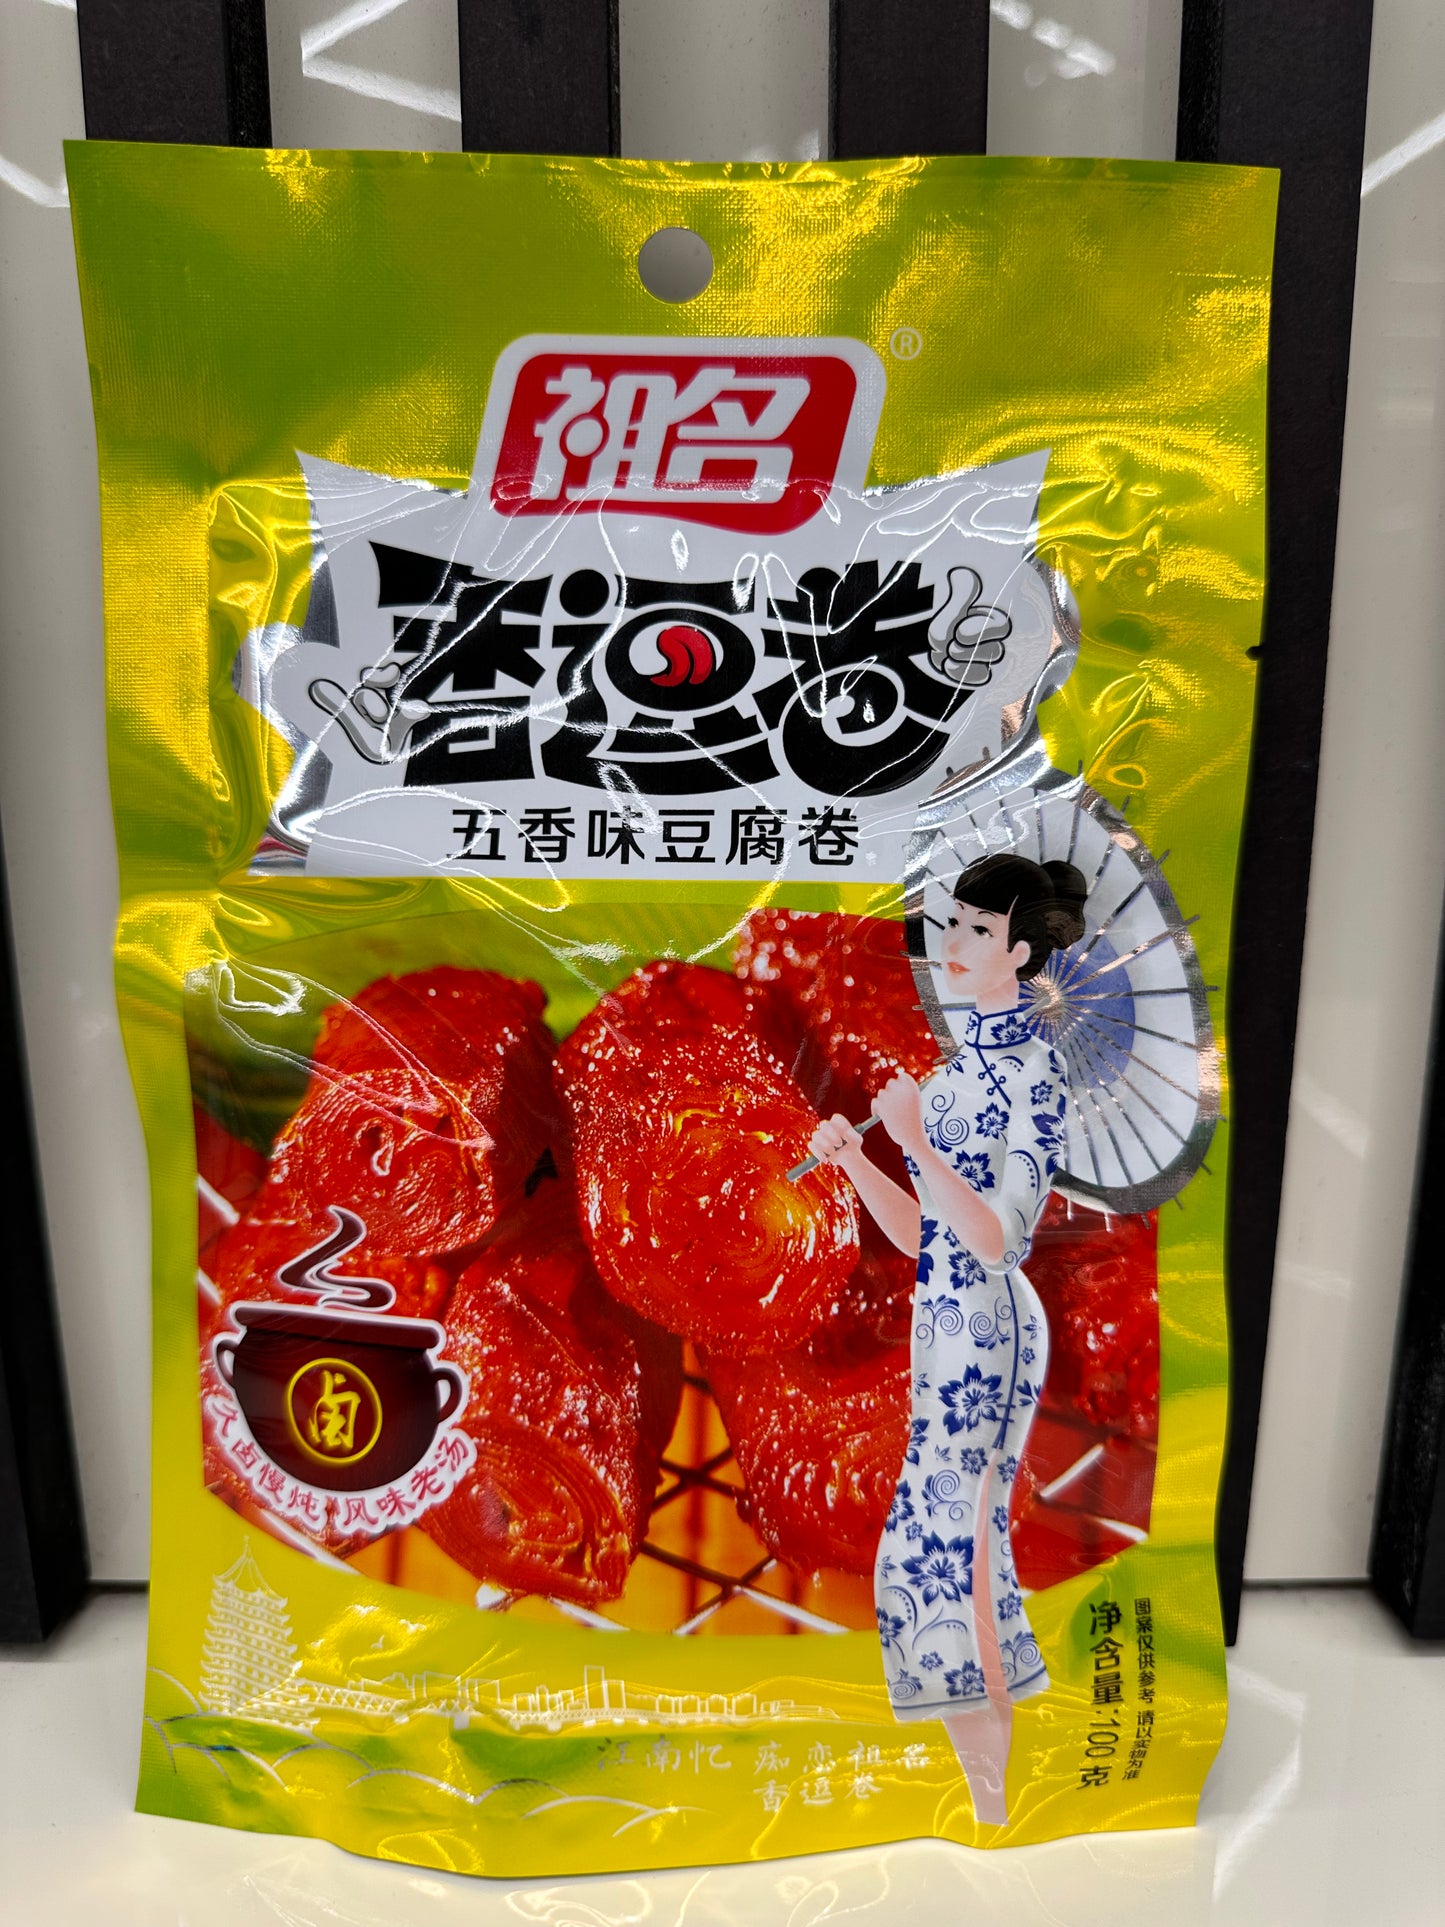 祖名
®
香逗卷
五香味豆腐卷
卤
久卤慢炖 风味老汤
江南忆 痴恋祖名
香逗卷
净含量:100克
图案仅供参考 请以实物为准